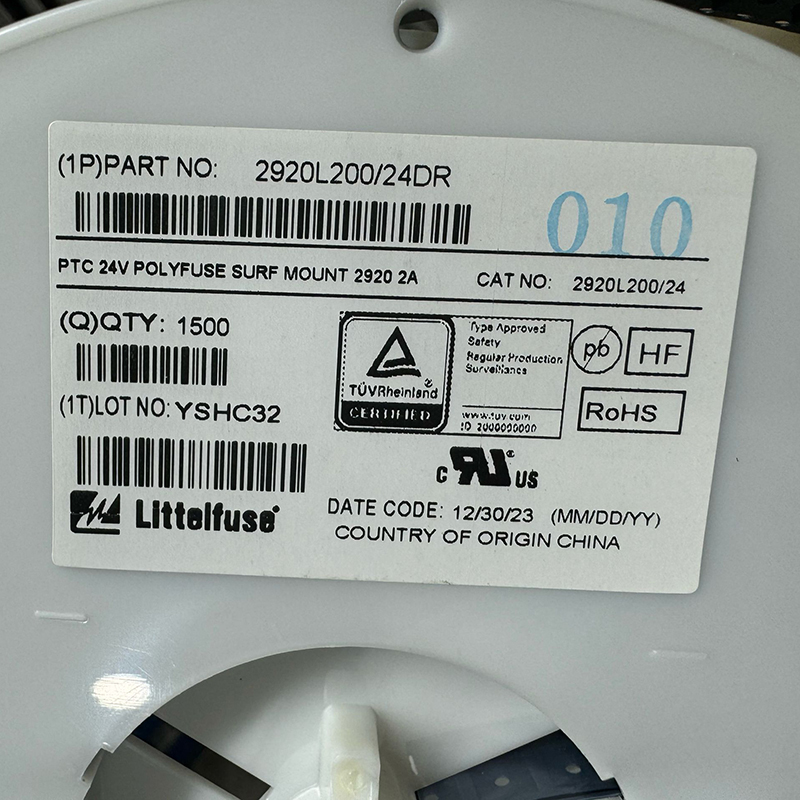 (1P)PART NO: 2920L200/24DR
010
PTC 24V POLYFUSE SURF MOUNT 2920 2A CAT NO: 2920L200/24
(Q)QTY: 1500
(1T)LOT NO: YSHC32
TÜVRheinland®
CERTIFIED
Type Approved
Safety
Regular Production
Surveillance
www.tuv.com
ID 2000000000
pb
HF
RoHS
c RU® US
Littelfuse®
DATE CODE: 12/30/23 (MM/DD/YY)
COUNTRY OF ORIGIN CHINA